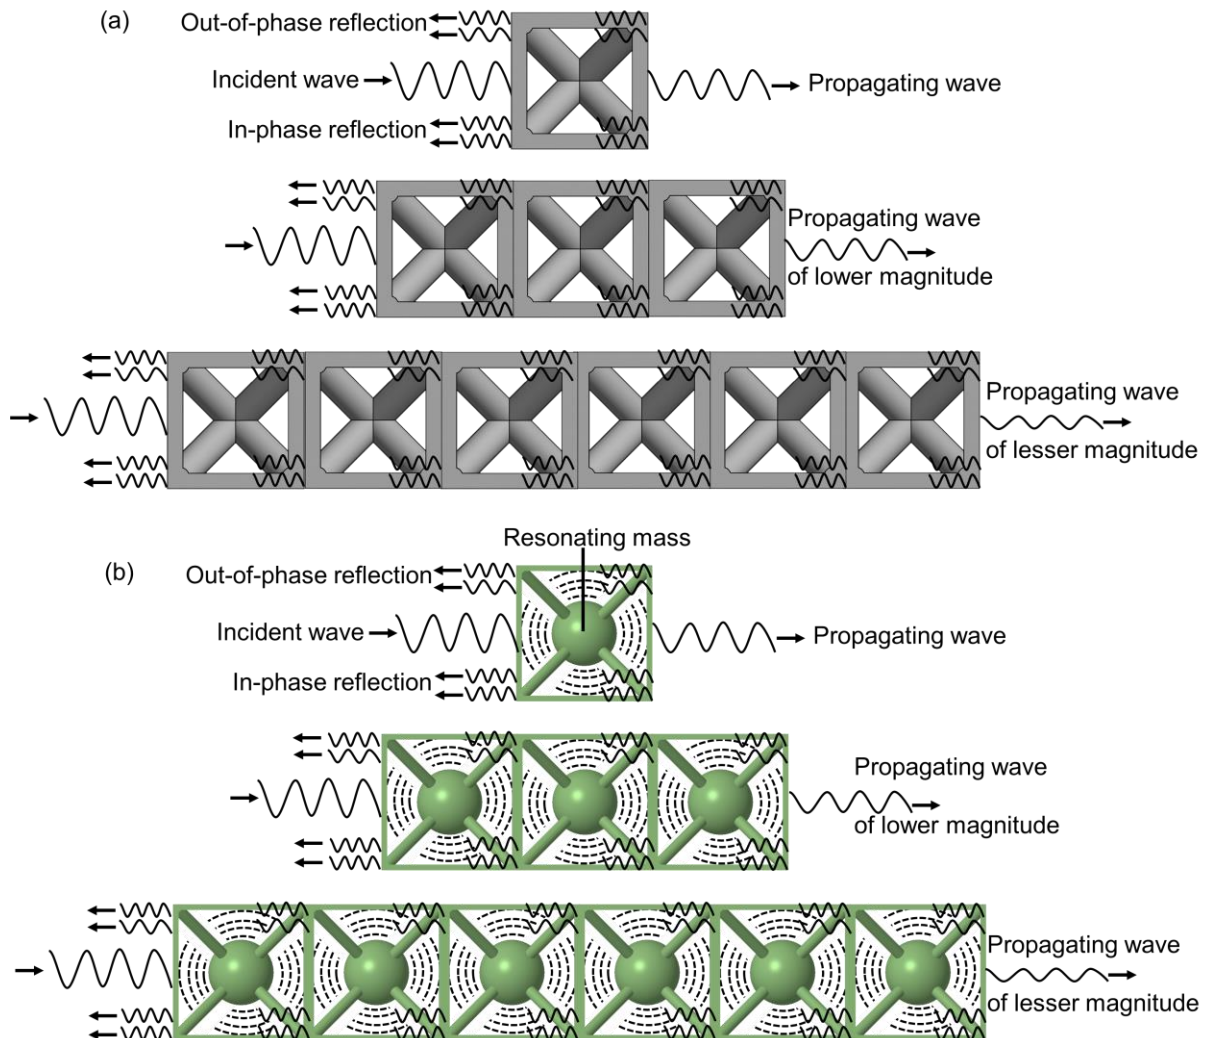 (a)
Out-of-phase reflection
Incident wave
Propagating wave
In-phase reflection
Propagating wave
of lower magnitude
Propagating wave
of lesser magnitude
Resonating mass
(b)
Out-of-phase reflection
Incident wave
Propagating wave
In-phase reflection
Propagating wave
of lower magnitude
Propagating wave
of lesser magnitude